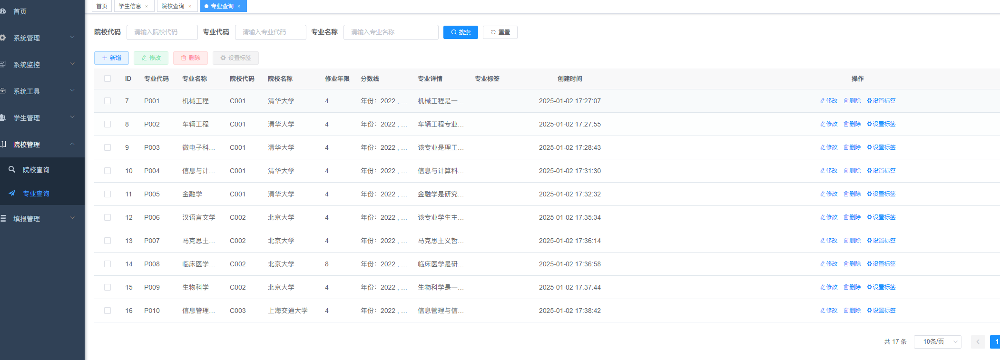 首页
系统管理
系统监控
系统工具
学生管理
院校管理
院校查询
专业查询
填报管理
首页 学生信息 × 院校查询 × 专业查询 ×
院校代码 请输入院校代码 专业代码 请输入专业代码 专业名称 请输入专业名称 搜索 重置
新增 修改 删除 设置标签
ID 专业代码 专业名称 院校代码 院校名称 修业年限 分数线 专业详情 专业标签 创建时间 操作
7 P001 机械工程 C001 清华大学 4 年份：2022 , ... 机械工程是一... 2025-01-02 17:27:07 修改 删除 设置标签
8 P002 车辆工程 C001 清华大学 4 年份：2022 , ... 车辆工程专业... 2025-01-02 17:27:55 修改 删除 设置标签
9 P003 微电子科... C001 清华大学 4 年份：2022 , ... 该专业是理工... 2025-01-02 17:28:43 修改 删除 设置标签
10 P004 信息与计... C001 清华大学 4 年份：2022 , ... 信息与计算科... 2025-01-02 17:31:30 修改 删除 设置标签
11 P005 金融学 C001 清华大学 4 年份：2022 , ... 金融学是研究... 2025-01-02 17:32:32 修改 删除 设置标签
12 P006 汉语言文学 C002 北京大学 4 年份：2022 , ... 该专业学生主... 2025-01-02 17:35:34 修改 删除 设置标签
13 P007 马克思主... C002 北京大学 4 年份：2022 , ... 马克思主义哲... 2025-01-02 17:36:14 修改 删除 设置标签
14 P008 临床医学... C002 北京大学 8 年份：2022 , ... 临床医学是研... 2025-01-02 17:36:58 修改 删除 设置标签
15 P009 生物科学 C002 北京大学 4 年份：2022 , ... 生物科学是一... 2025-01-02 17:37:44 修改 删除 设置标签
16 P010 信息管理... C003 上海交通大学 4 年份：2022 , ... 信息管理与信... 2025-01-02 17:38:42 修改 删除 设置标签
共 17 条 10条/页 1